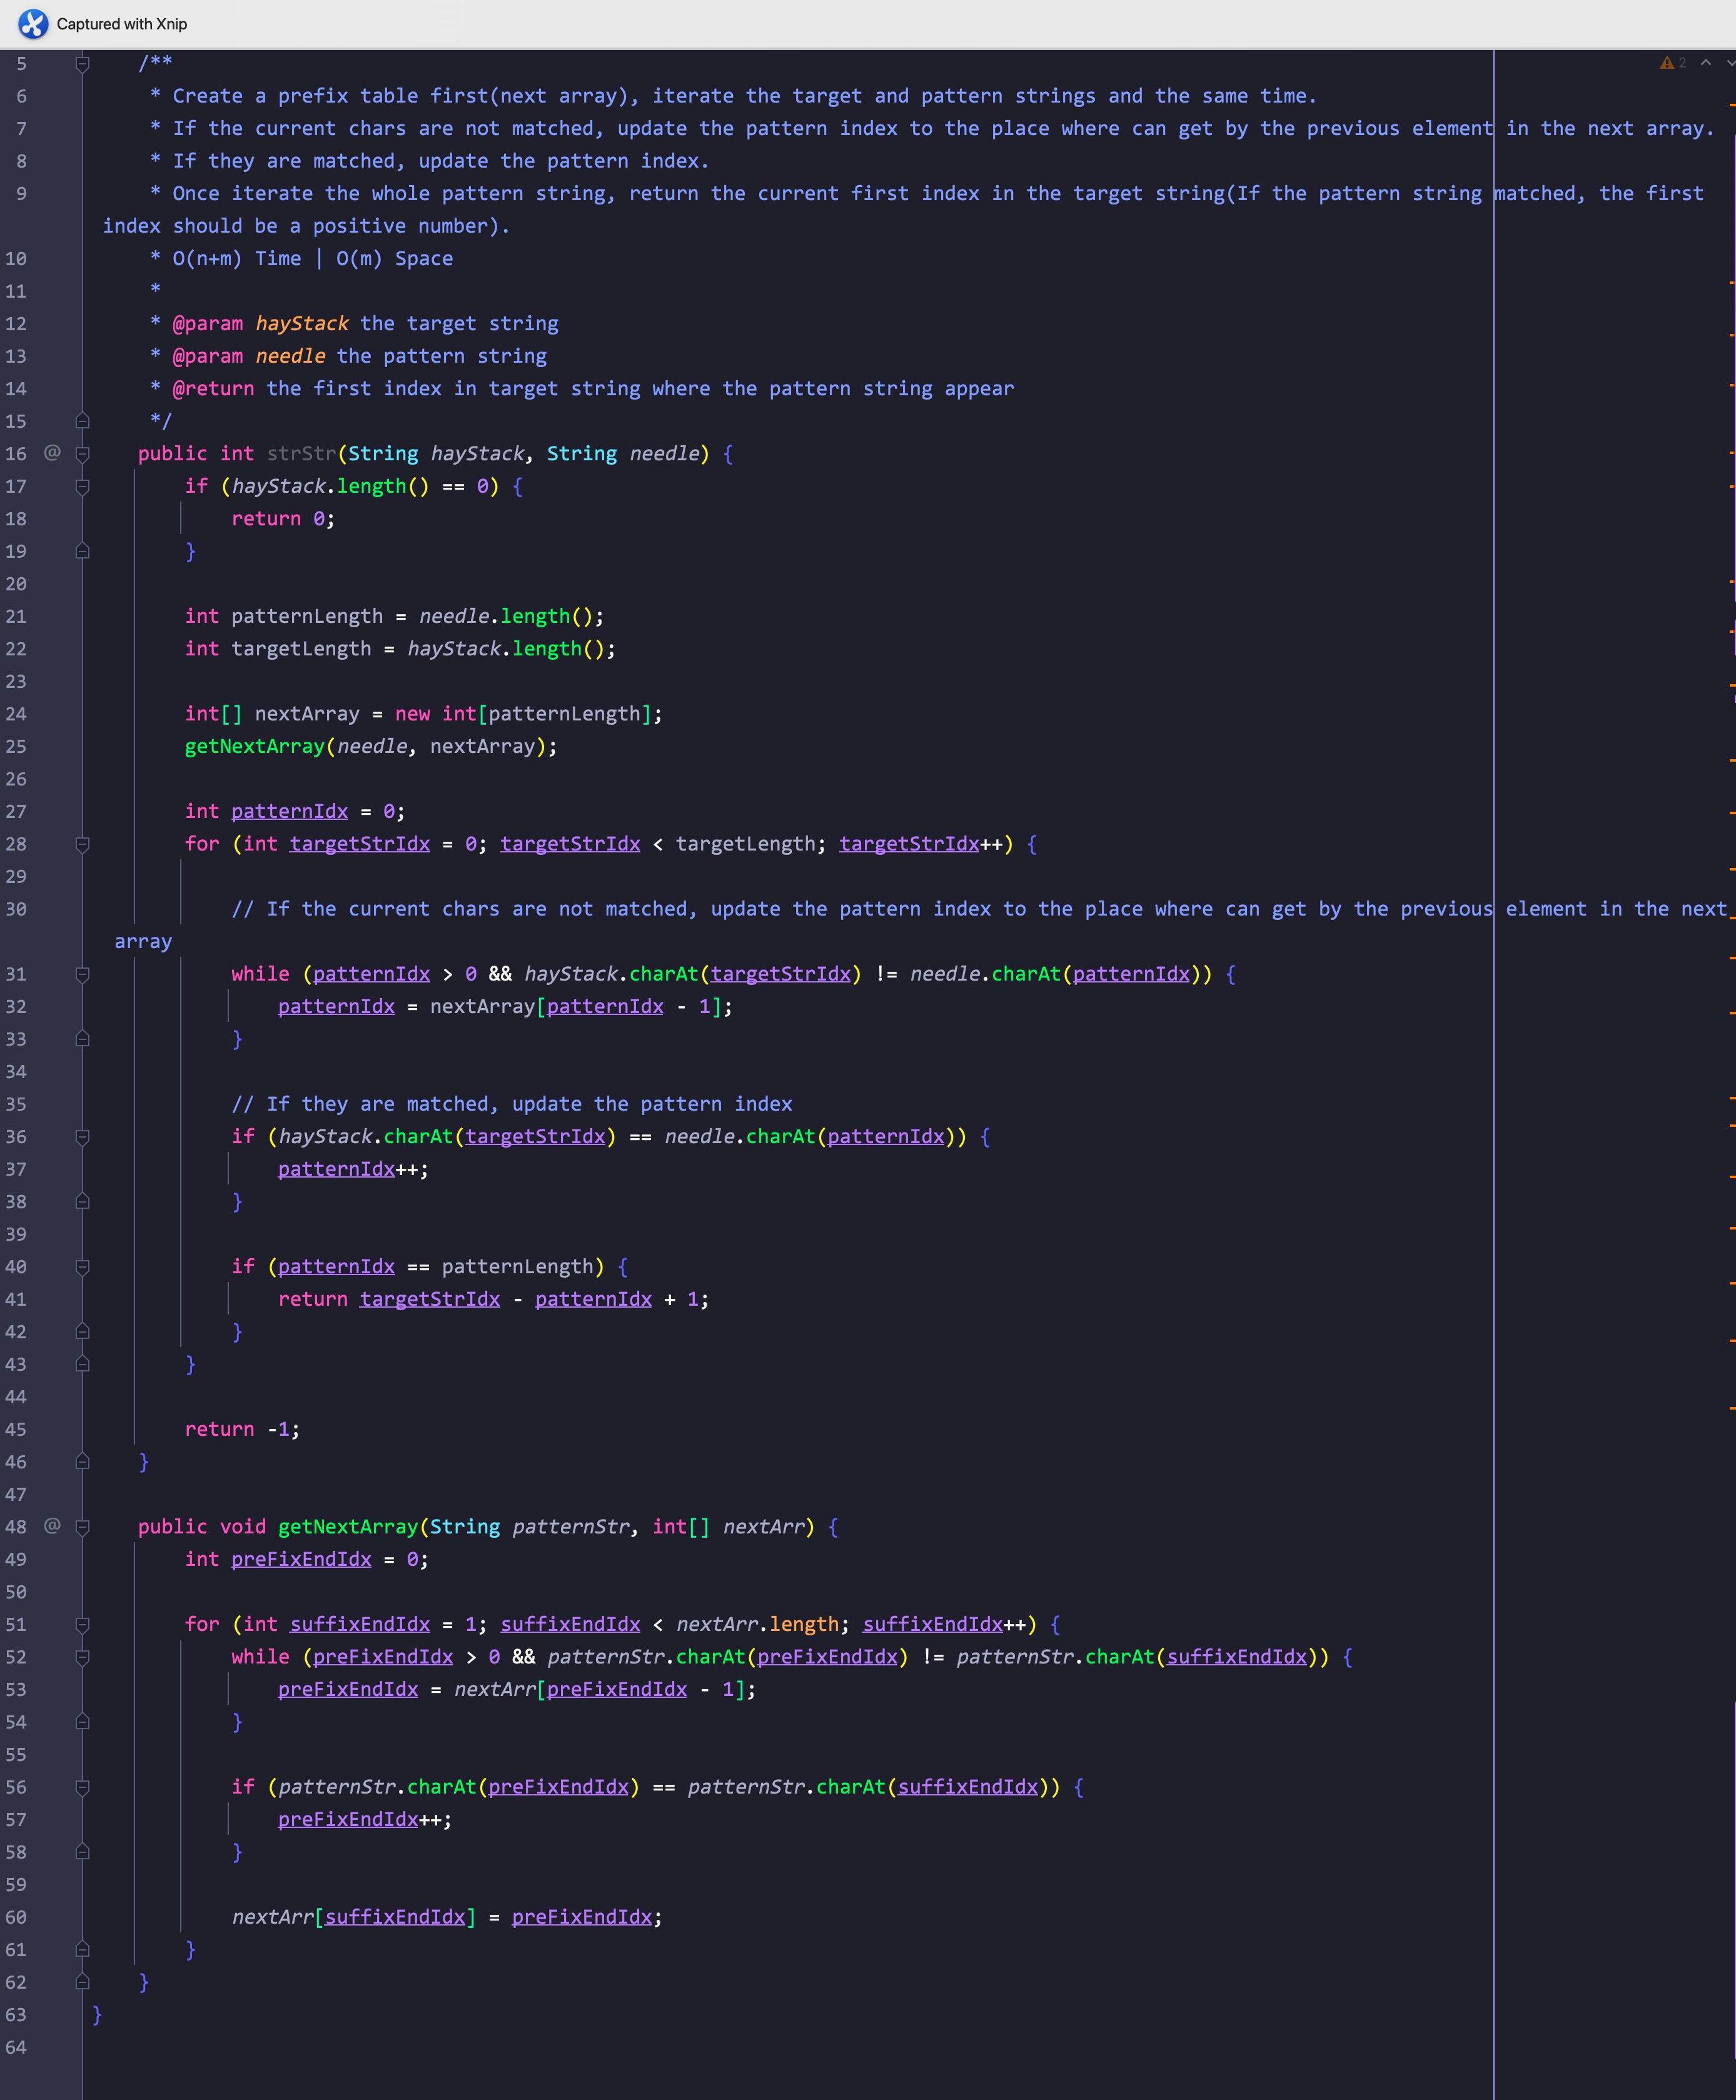 Captured with Xnip
2
5 /**
6 * Create a prefix table first(next array), iterate the target and pattern strings and the same time.
7 * If the current chars are not matched, update the pattern index to the place where can get by the previous element in the next array.
8 * If they are matched, update the pattern index.
9 * Once iterate the whole pattern string, return the current first index in the target string(If the pattern string matched, the first
index should be a positive number).
10 * O(n+m) Time | O(m) Space
11 *
12 * @param hayStack the target string
13 * @param needle the pattern string
14 * @return the first index in target string where the pattern string appear
15 */
16 @ public int strStr(String hayStack, String needle) {
17 if (hayStack.length() == 0) {
18 return 0;
19 }
20
21 int patternLength = needle.length();
22 int targetLength = hayStack.length();
23
24 int[] nextArray = new int[patternLength];
25 getNextArray(needle, nextArray);
26
27 int patternIdx = 0;
28 for (int targetStrIdx = 0; targetStrIdx < targetLength; targetStrIdx++) {
29
30 // If the current chars are not matched, update the pattern index to the place where can get by the previous element in the next
array
31 while (patternIdx > 0 && hayStack.charAt(targetStrIdx) != needle.charAt(patternIdx)) {
32 patternIdx = nextArray[patternIdx - 1];
33 }
34
35 // If they are matched, update the pattern index
36 if (hayStack.charAt(targetStrIdx) == needle.charAt(patternIdx)) {
37 patternIdx++;
38 }
39
40 if (patternIdx == patternLength) {
41 return targetStrIdx - patternIdx + 1;
42 }
43 }
44
45 return -1;
46 }
47
48 @ public void getNextArray(String patternStr, int[] nextArr) {
49 int preFixEndIdx = 0;
50
51 for (int suffixEndIdx = 1; suffixEndIdx < nextArr.length; suffixEndIdx++) {
52 while (preFixEndIdx > 0 && patternStr.charAt(preFixEndIdx) != patternStr.charAt(suffixEndIdx)) {
53 preFixEndIdx = nextArr[preFixEndIdx - 1];
54 }
55
56 if (patternStr.charAt(preFixEndIdx) == patternStr.charAt(suffixEndIdx)) {
57 preFixEndIdx++;
58 }
59
60 nextArr[suffixEndIdx] = preFixEndIdx;
61 }
62 }
63 }
64